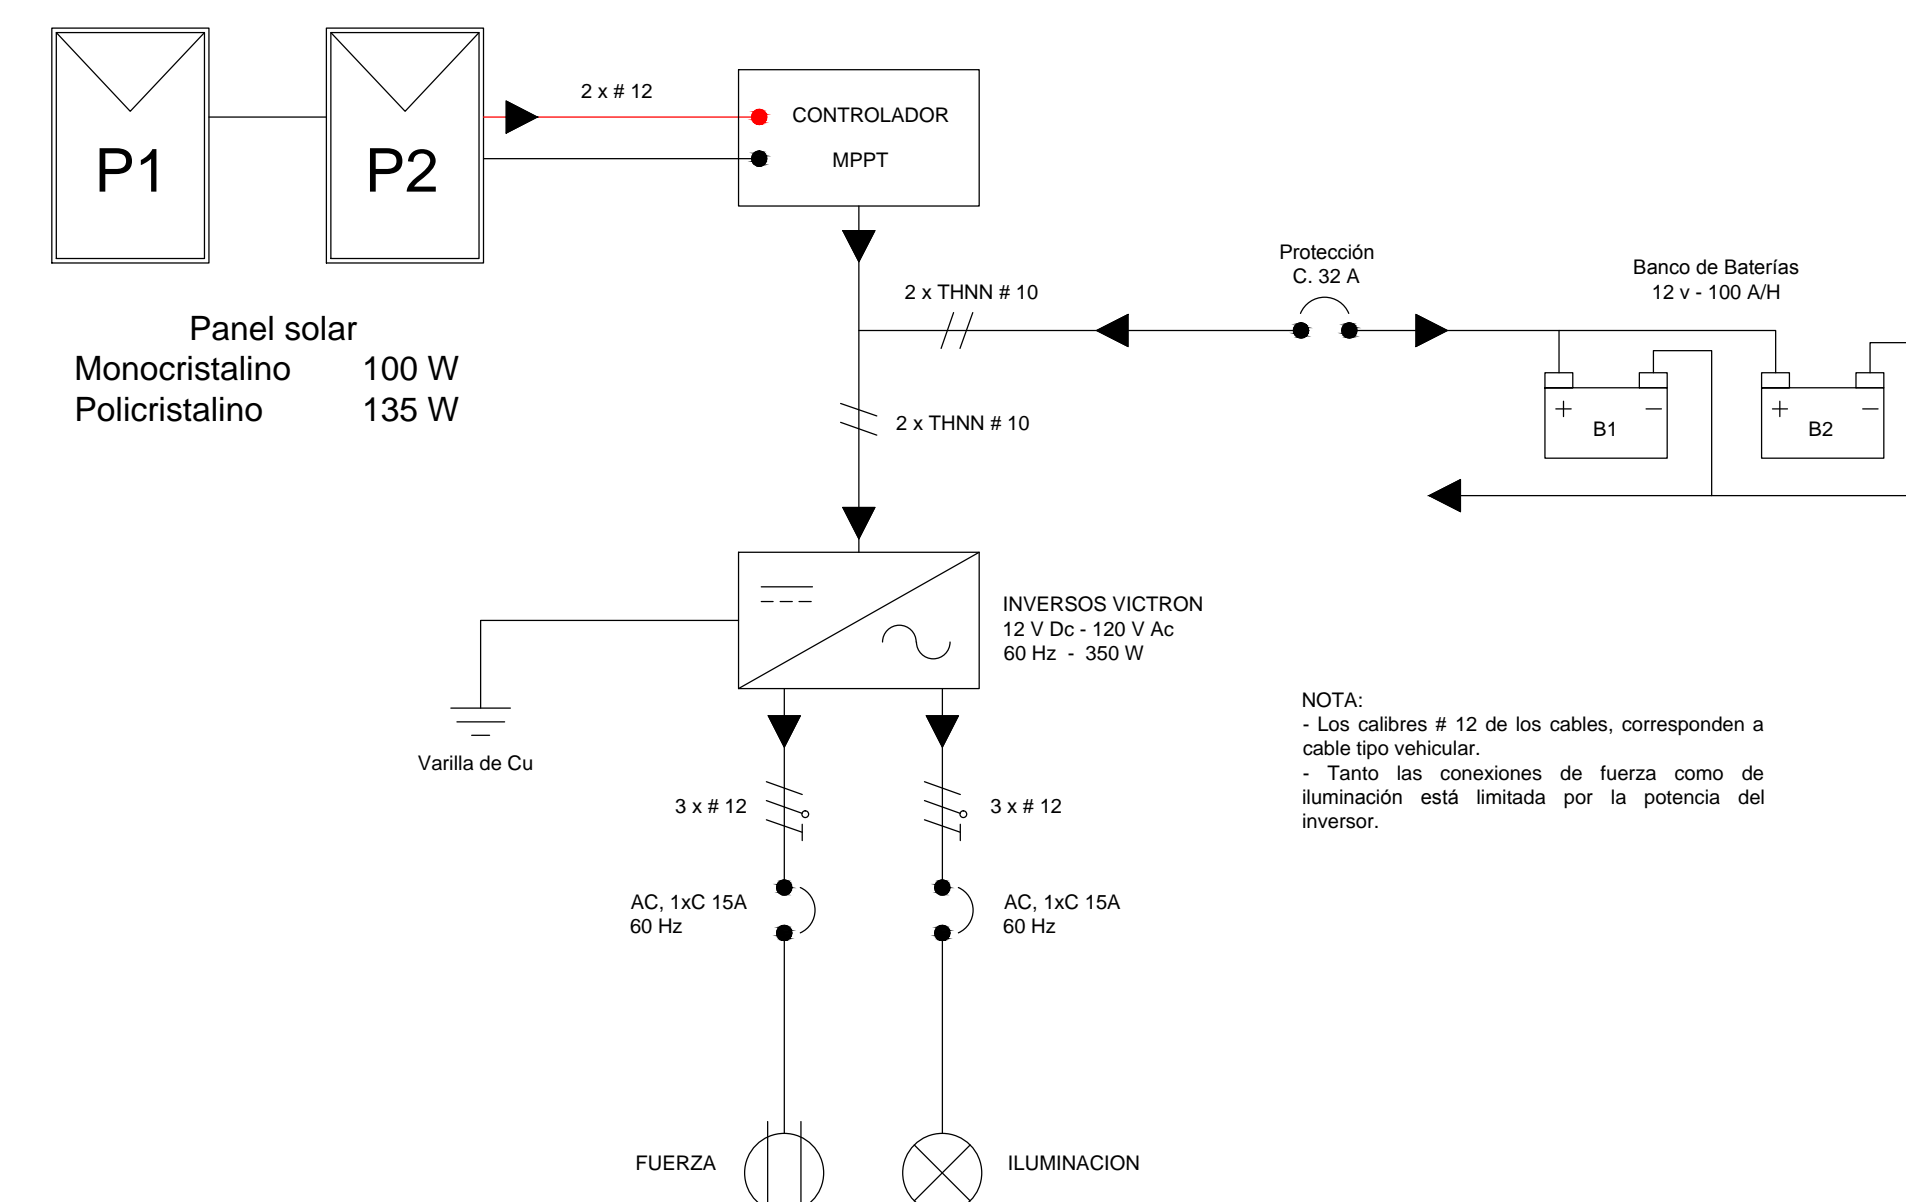 P1
P2
2 x # 12
CONTROLADOR
MPPT
Panel solar
Monocristalino 100 W
Policristalino 135 W
2 x THNN # 10
Protección
C. 32 A
Banco de Baterías
12 v - 100 A/H
+ −
B1
+ −
B2
2 x THNN # 10
INVERSOS VICTRON
12 V Dc - 120 V Ac
60 Hz - 350 W
Varilla de Cu
NOTA:
- Los calibres # 12 de los cables, corresponden a
cable tipo vehicular.
- Tanto las conexiones de fuerza como de
iluminación está limitada por la potencia del
inversor.
3 x # 12
3 x # 12
AC, 1xC 15A
60 Hz
AC, 1xC 15A
60 Hz
FUERZA
ILUMINACION